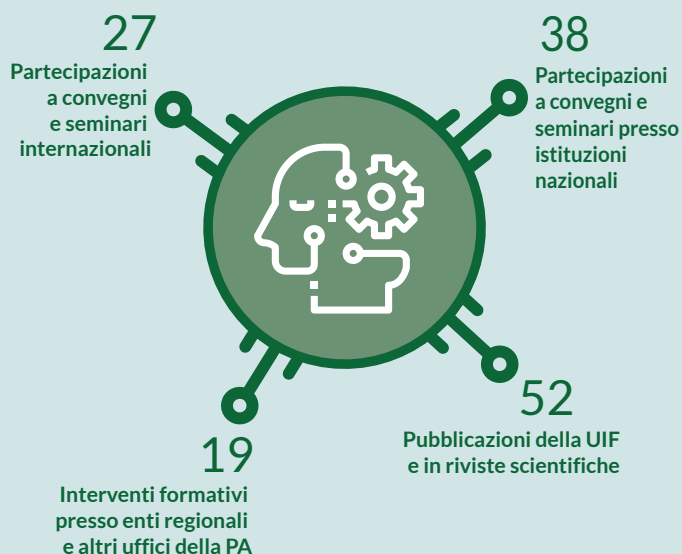 27
Partecipazioni
a convegni
e seminari
internazionali
38
Partecipazioni
a convegni e
seminari presso
istituzioni
nazionali
19
Interventi formativi
presso enti regionali
e altri uffici della PA
52
Pubblicazioni della UIF
e in riviste scientifiche